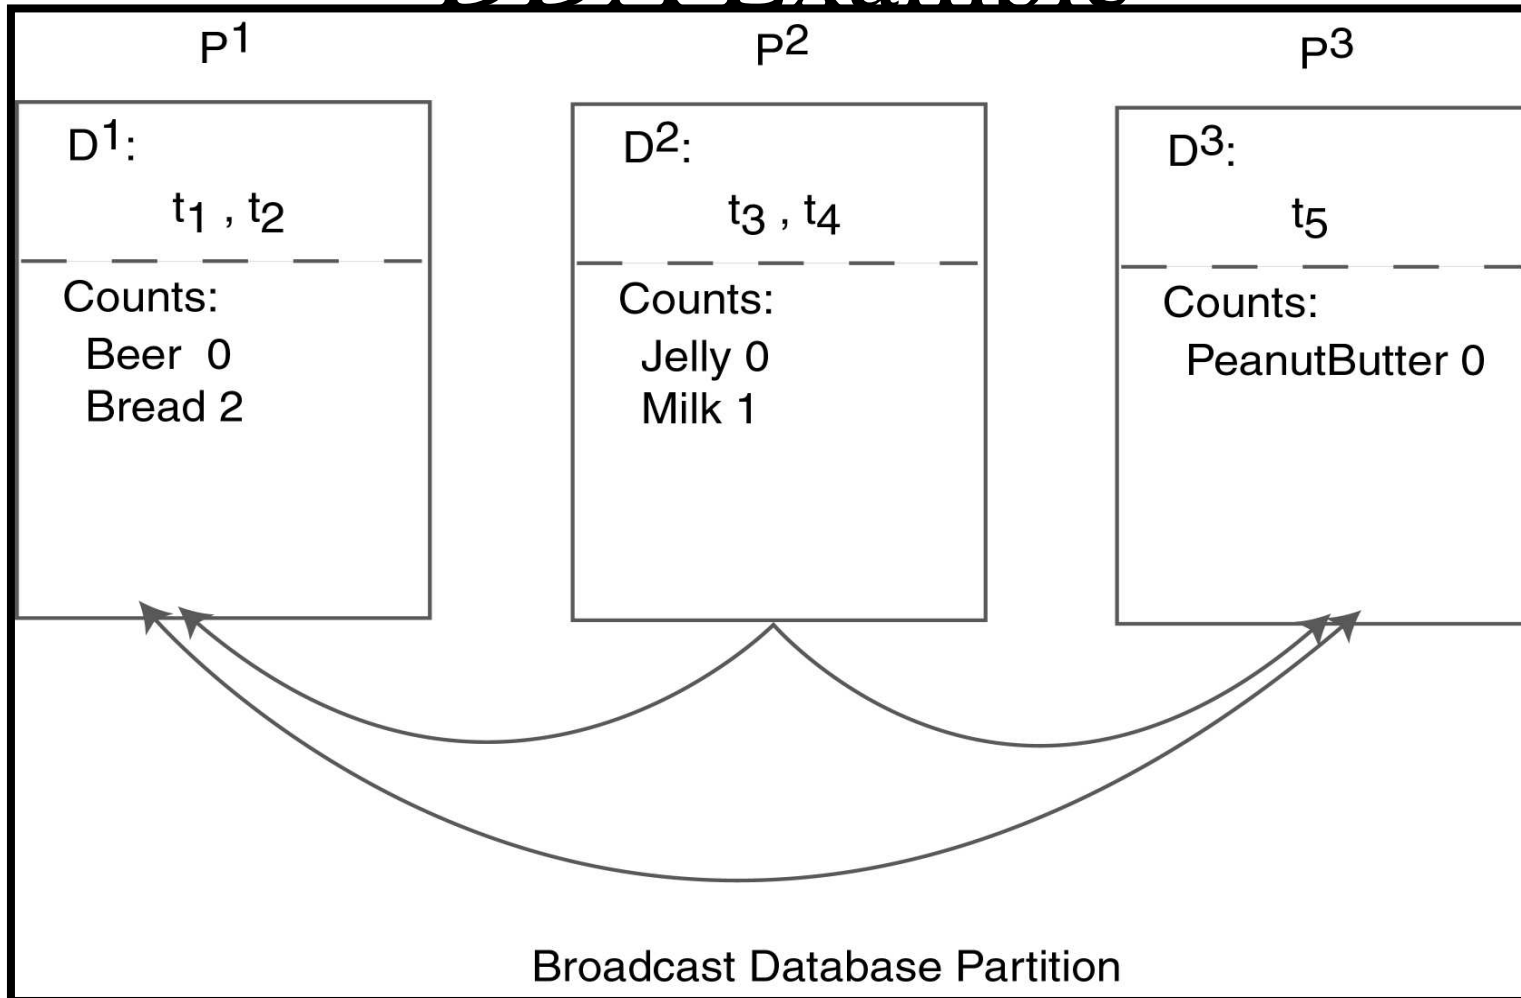 P1
P2
P3
D1:
t1 , t2
Counts:
Beer 0
Bread 2
D2:
t3 , t4
Counts:
Jelly 0
Milk 1
D3:
t5
Counts:
PeanutButter 0
Broadcast Database Partition